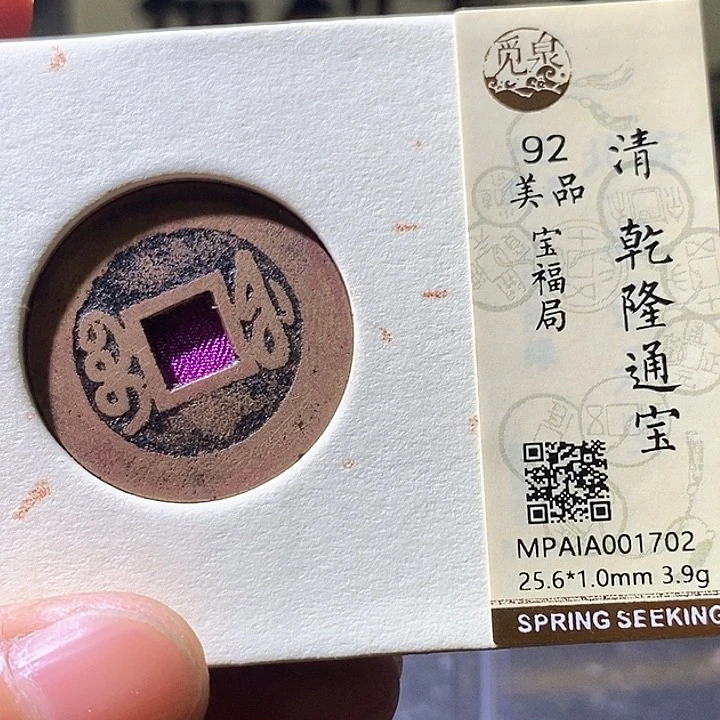 觅泉
清 乾隆通宝
92
美品 宝福局
MPAIA001702
25.6*1.0mm 3.9g
SPRING SEEKING